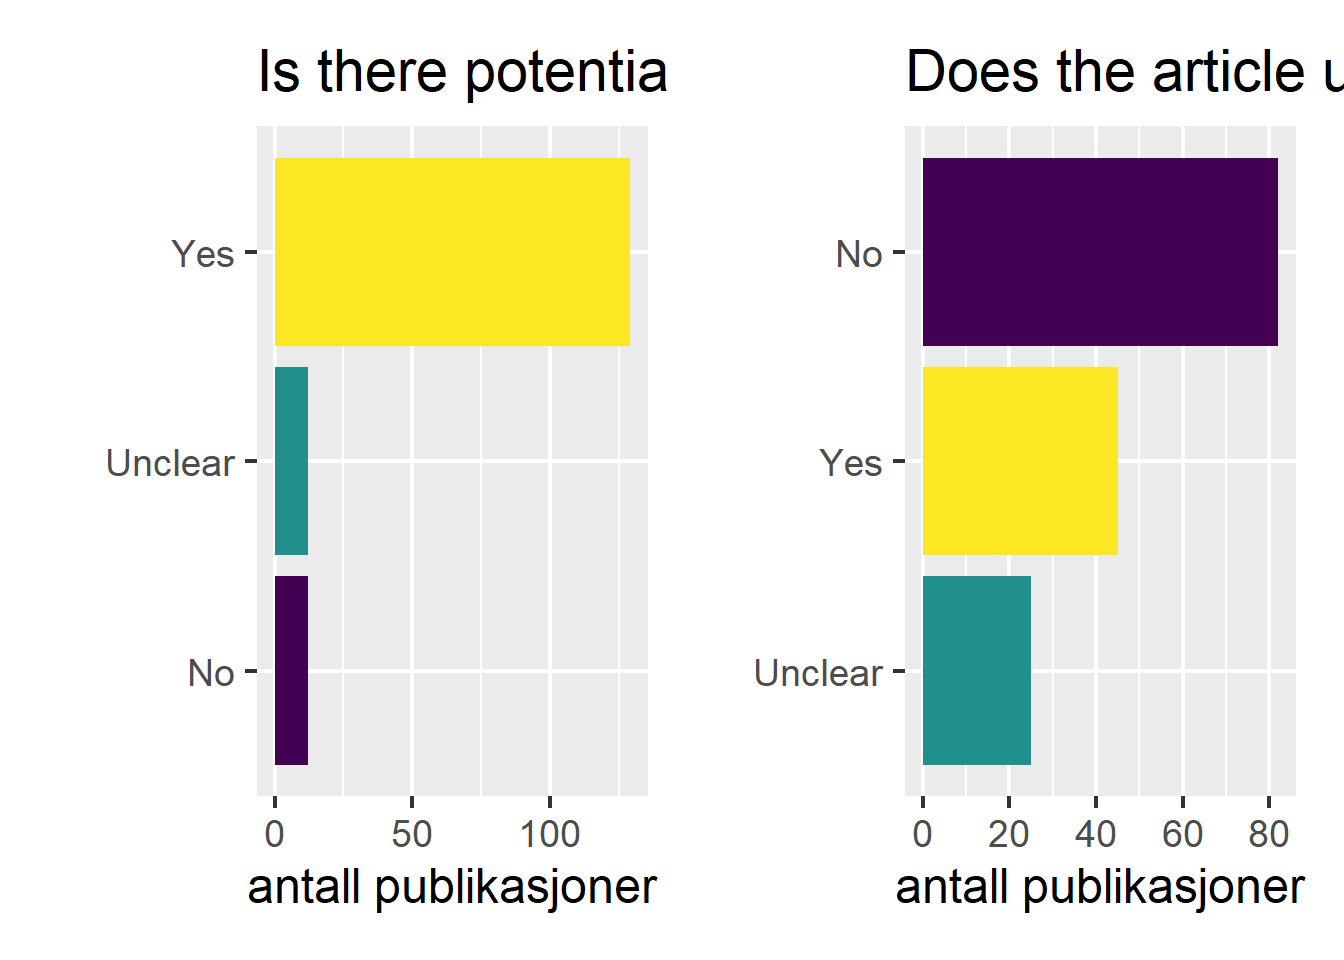 Is there potentia
Yes
Unclear
No
0 50 100
antall publikasjoner
Does the article u
No
Yes
Unclear
0 20 40 60 80
antall publikasjoner